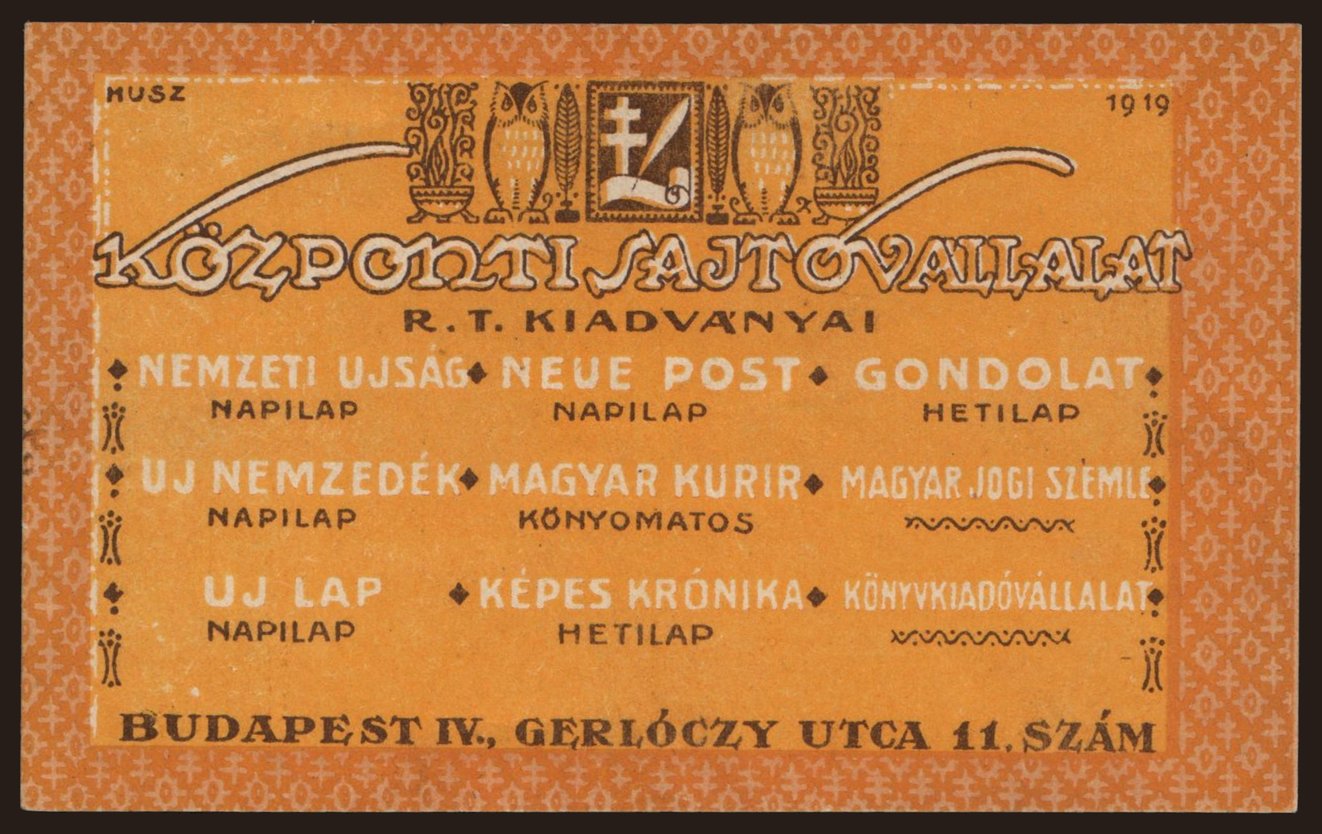 HUSZ
1919
KÖZPONTI SAJTÓVÁLLALAT
R.T. KIADVÁNYAI
NEMZETI UJSÁG NEUE POST GONDOLAT
NAPILAP NAPILAP HETILAP
UJ NEMZEDÉK MAGYAR KURIR MAGYAR JOGI SZEMLE
NAPILAP KŐNYOMATOS
UJ LAP KÉPES KRÓNIKA KÖNYVKIADÓVÁLLALAT
NAPILAP HETILAP
BUDAPEST IV., GERLÓCZY UTCA 11. SZÁM